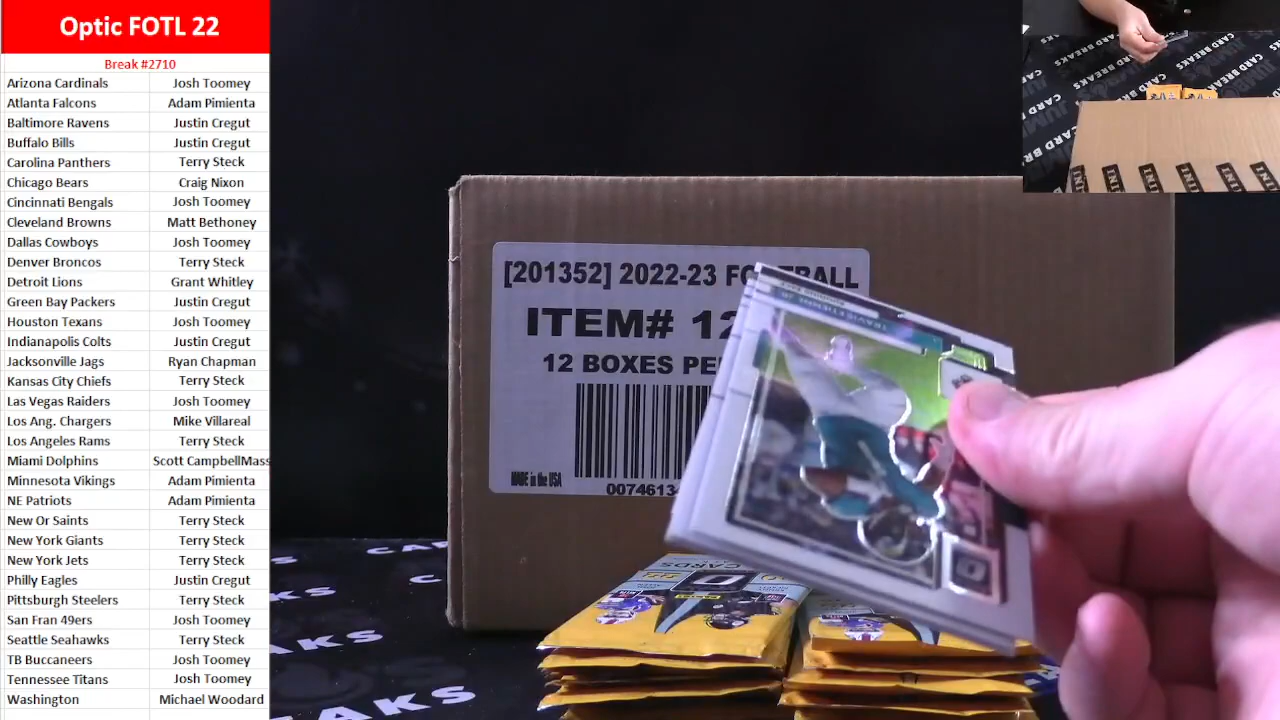 Optic FOTL 22
Break #2710
Arizona Cardinals Josh Toomey
Atlanta Falcons Adam Pimienta
Baltimore Ravens Justin Cregut
Buffalo Bills Justin Cregut
Carolina Panthers Terry Steck
Chicago Bears Craig Nixon
Cincinnati Bengals Josh Toomey
Cleveland Browns Matt Bethoney
Dallas Cowboys Josh Toomey
Denver Broncos Terry Steck
Detroit Lions Grant Whitley
Green Bay Packers Justin Cregut
Houston Texans Josh Toomey
Indianapolis Colts Justin Cregut
Jacksonville Jags Ryan Chapman
Kansas City Chiefs Terry Steck
Las Vegas Raiders Josh Toomey
Los Ang. Chargers Mike Villareal
Los Angeles Rams Terry Steck
Miami Dolphins Scott CampbellMass
Minnesota Vikings Adam Pimienta
NE Patriots Adam Pimienta
New Or Saints Terry Steck
New York Giants Terry Steck
New York Jets Terry Steck
Philly Eagles Justin Cregut
Pittsburgh Steelers Terry Steck
San Fran 49ers Josh Toomey
Seattle Seahawks Terry Steck
TB Buccaneers Josh Toomey
Tennessee Titans Josh Toomey
Washington Michael Woodard
[201352] 2022-23 FOOTBALL
ITEM# 12
12 BOXES PE
MADE in the USA
0074613
TRAVIS ETIENNE JR.
CARDS
CARD BREAKS